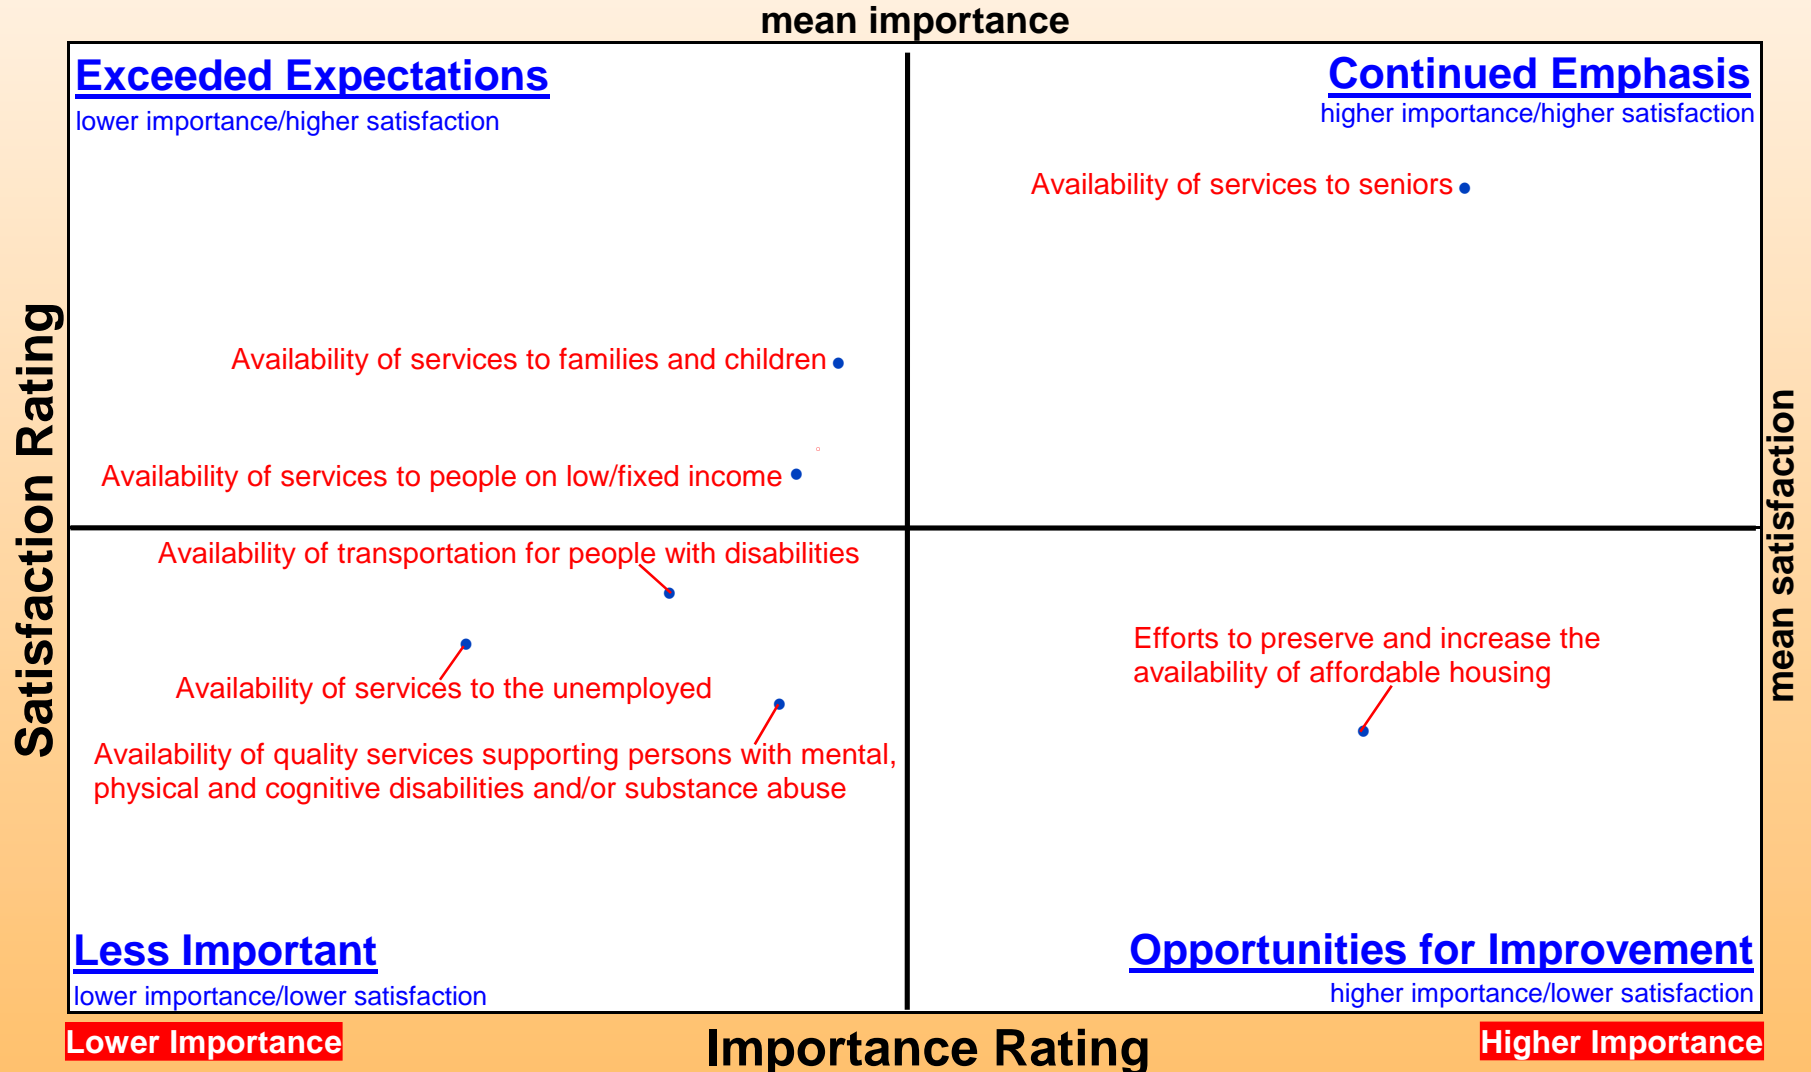 mean importance
Exceeded Expectations
lower importance/higher satisfaction
Continued Emphasis
higher importance/higher satisfaction
Availability of services to seniors
Availability of services to families and children
Availability of services to people on low/fixed income
Satisfaction Rating
mean satisfaction
Availability of transportation for people with disabilities
Availability of services to the unemployed
Availability of quality services supporting persons with mental,
physical and cognitive disabilities and/or substance abuse
Efforts to preserve and increase the
availability of affordable housing
Less Important
lower importance/lower satisfaction
Opportunities for Improvement
higher importance/lower satisfaction
Lower Importance
Importance Rating
Higher Importance